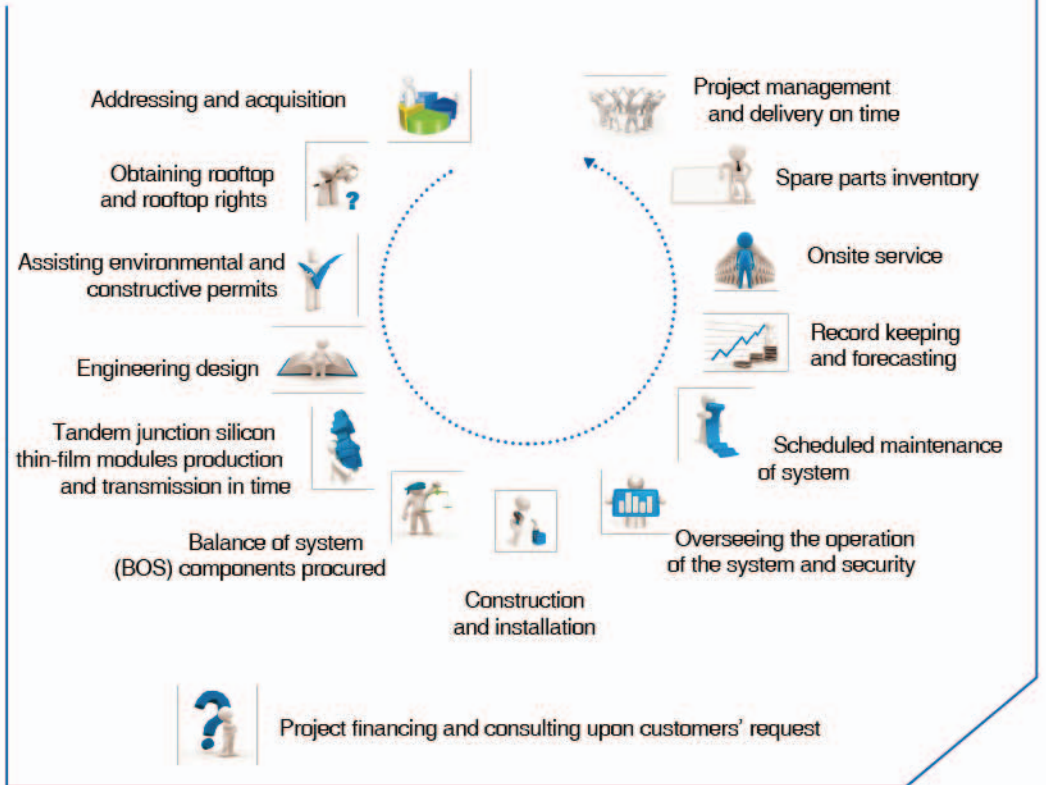 Addressing and acquisition
Obtaining rooftop
and rooftop rights
Assisting environmental and
constructive permits
Engineering design
Tandem junction silicon
thin-film modules production
and transmission in time
Balance of system
(BOS) components procured
Construction
and installation
Overseeing the operation
of the system and security
Scheduled maintenance
of system
Record keeping
and forecasting
Onsite service
Spare parts inventory
Project management
and delivery on time
Project financing and consulting upon customers’ request